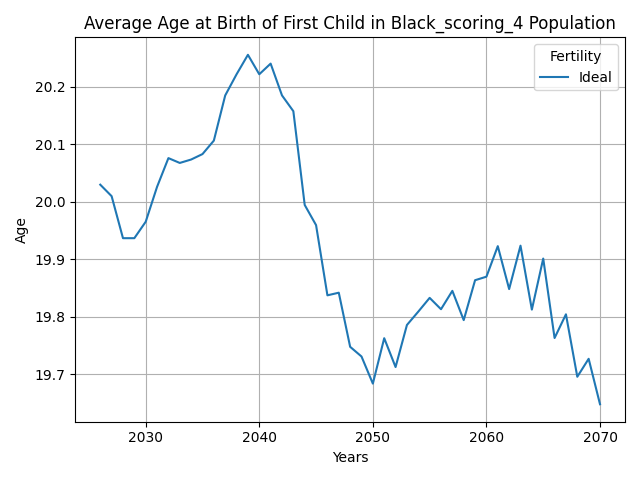 Average Age at Birth of First Child in Black_scoring_4 Population
Fertility
Ideal
Age
20.2
20.1
20.0
19.9
19.8
19.7
2030 2040 2050 2060 2070
Years